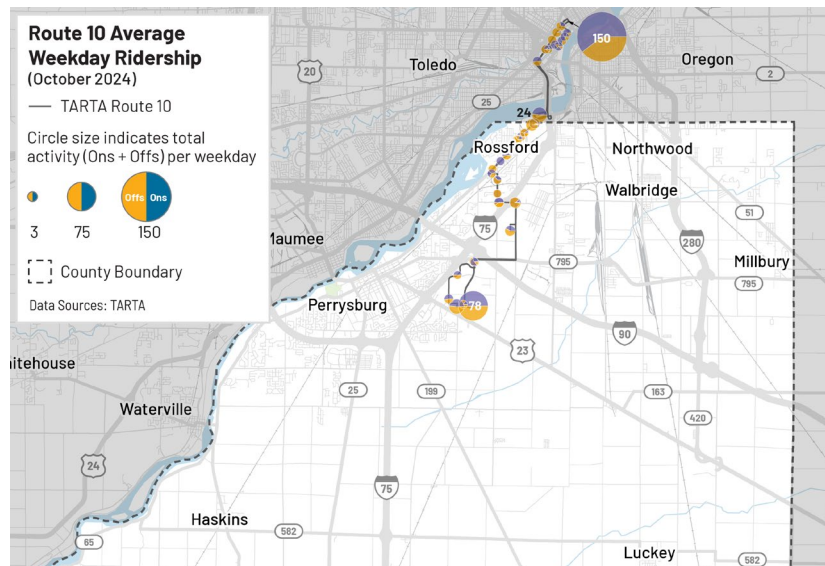 Route 10 Average
Weekday Ridership
(October 2024)
TARTA Route 10
Circle size indicates total
activity (Ons + Offs) per weekday
Offs Ons
3 75 150
County Boundary
Data Sources: TARTA
150
Toledo
Oregon
20
2
25
24
Rossford
Northwood
Walbridge
75
51
280
Maumee
795
Millbury
795
Perrysburg
78
90
23
itehouse
25
199
163
Waterville
420
24
75
Haskins
582
65
Luckey
582